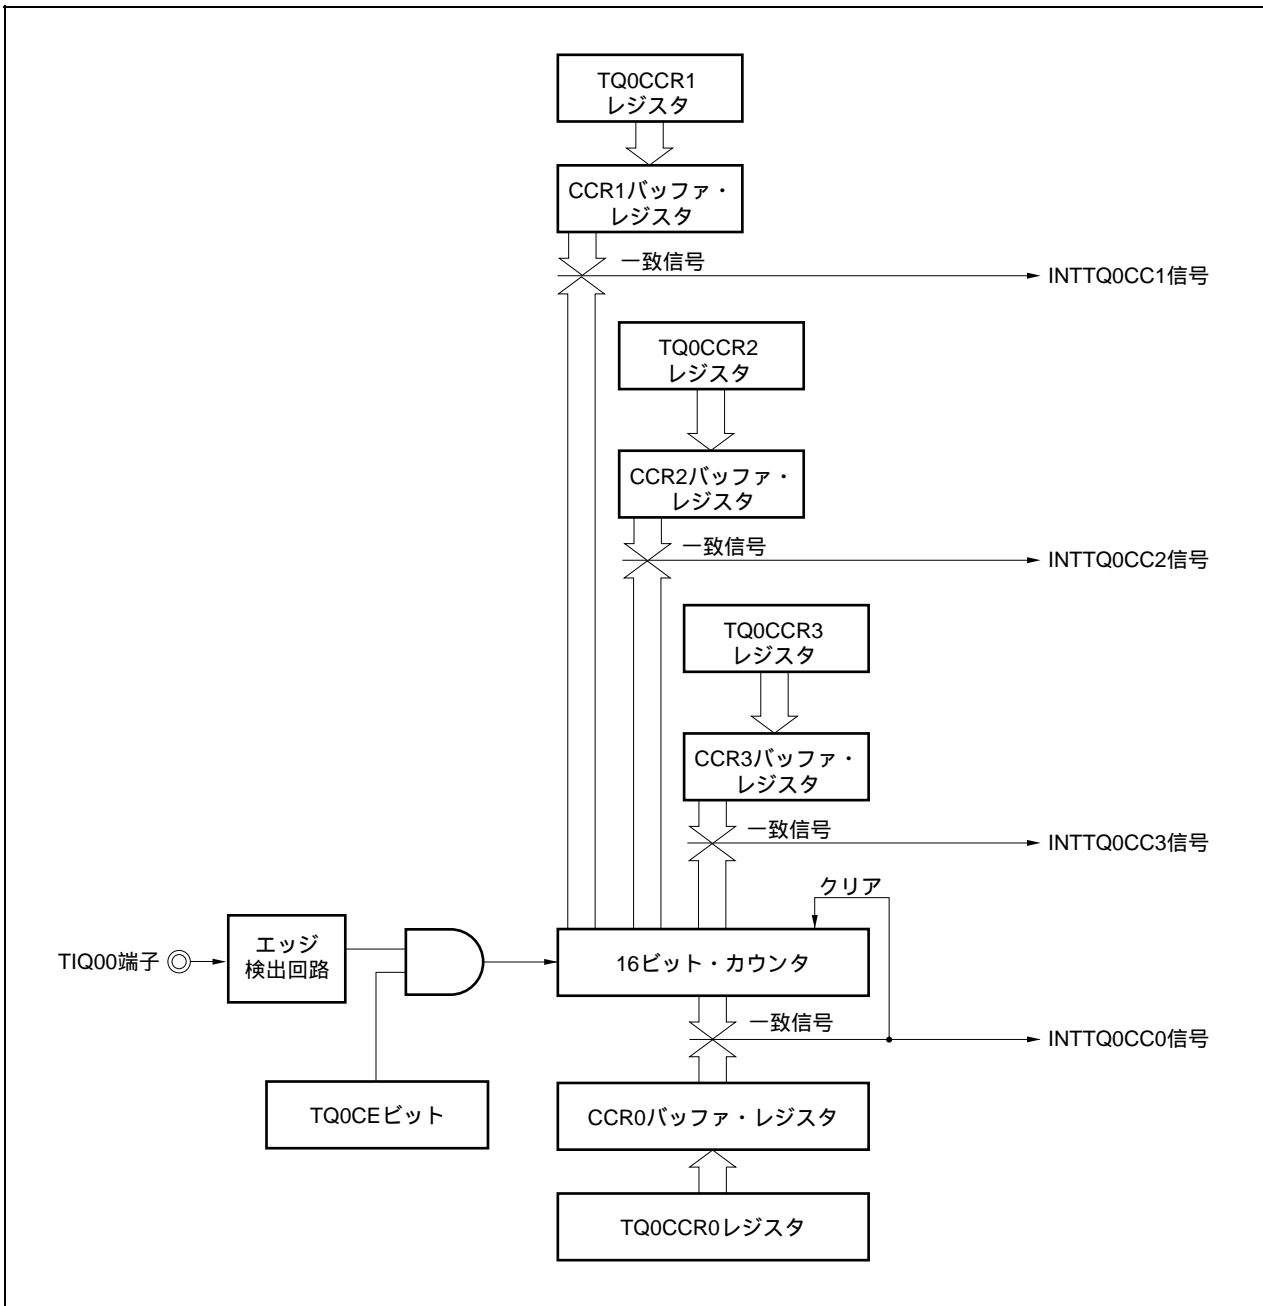 TQ0CCR1
レジスタ
CCR1バッファ・
レジスタ
一致信号
INTTQ0CC1信号
TQ0CCR2
レジスタ
CCR2バッファ・
レジスタ
一致信号
INTTQ0CC2信号
TQ0CCR3
レジスタ
CCR3バッファ・
レジスタ
一致信号
INTTQ0CC3信号
クリア
TIQ00端子
エッジ
検出回路
16ビット・カウンタ
一致信号
INTTQ0CC0信号
TQ0CEビット
CCR0バッファ・レジスタ
TQ0CCR0レジスタ